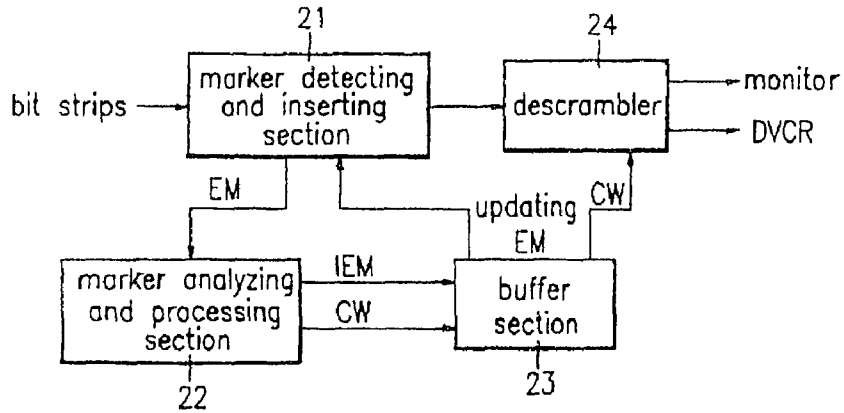 21
24
bit strips
marker detecting
and inserting
section
descrambler
monitor
DVCR
EM
updating
EM
CW
marker analyzing
and processing
section
IEM
CW
buffer
section
22
23